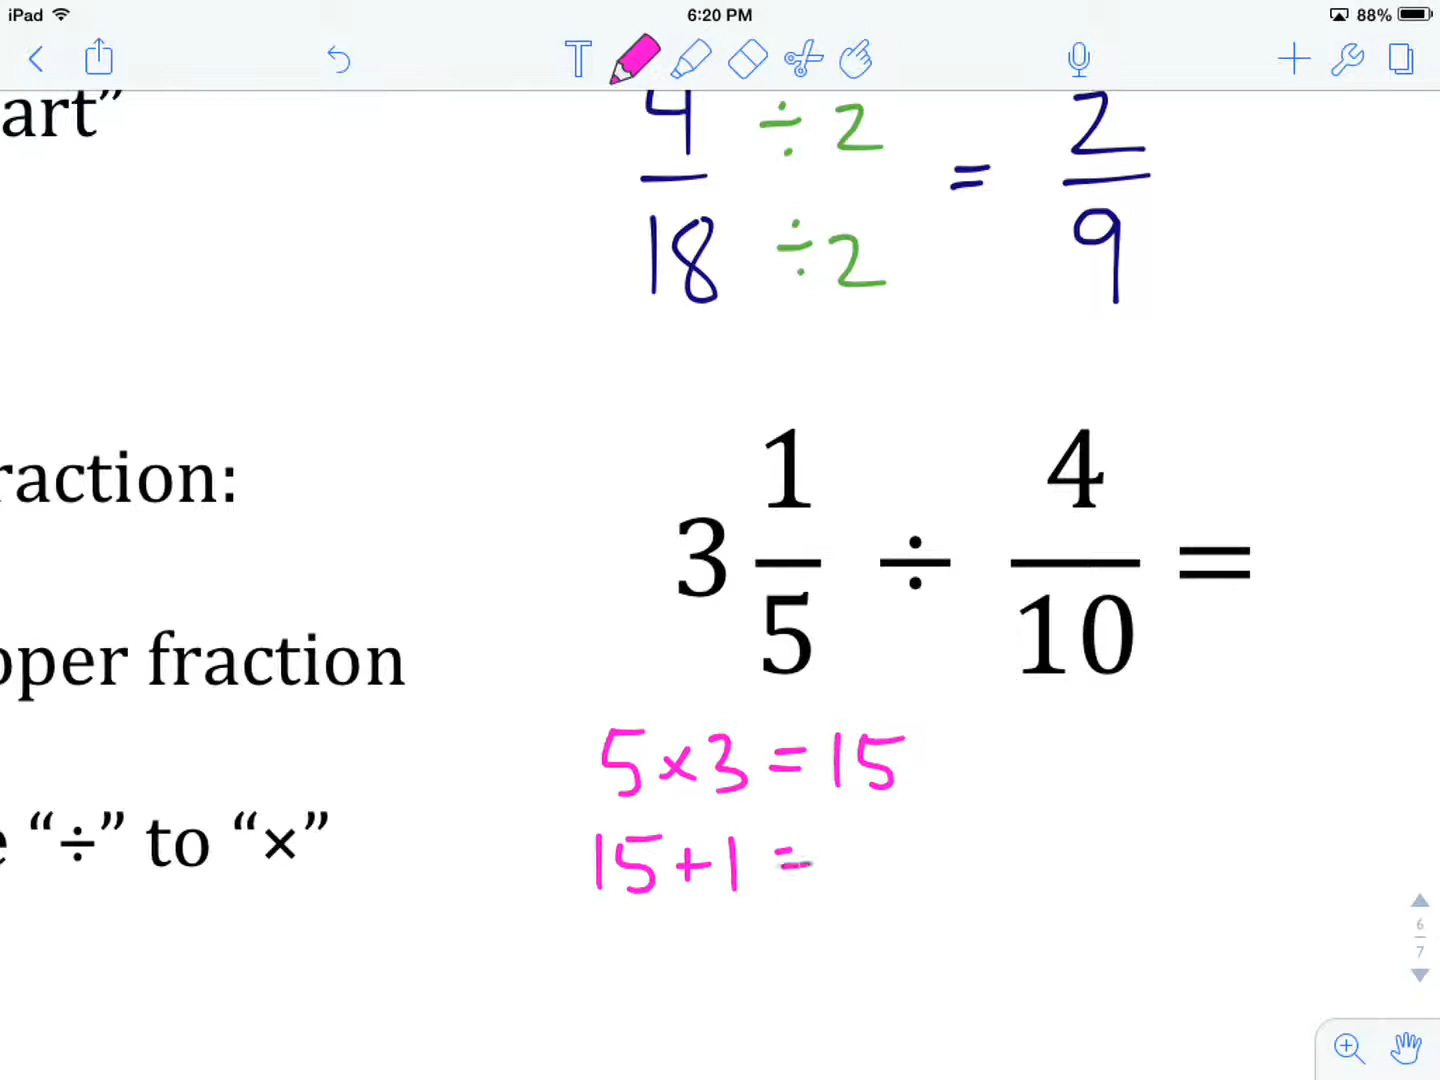 iPad 6:20 PM 88%
T
art”
4/18 ÷ 2 ÷ 2 = 2/9
raction:
3 1/5 ÷ 4/10 =
oper fraction
5 × 3 = 15
e “÷” to “×”
15 + 1 =
6
7